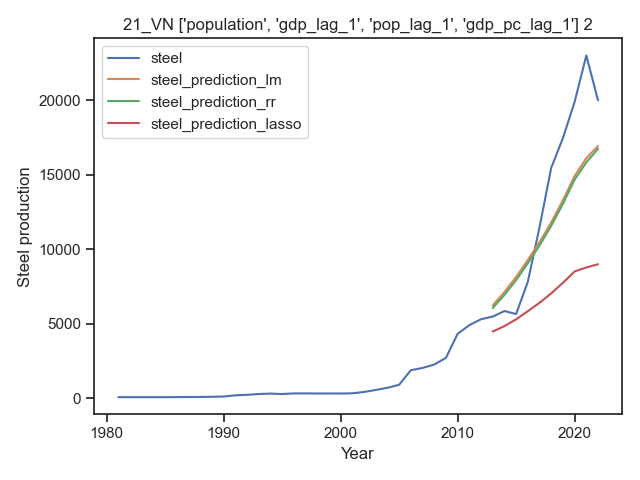 21_VN ['population', 'gdp_lag_1', 'pop_lag_1', 'gdp_pc_lag_1'] 2
steel
steel_prediction_lm
steel_prediction_rr
steel_prediction_lasso
20000
15000
10000
5000
0
Steel production
1980 1990 2000 2010 2020
Year